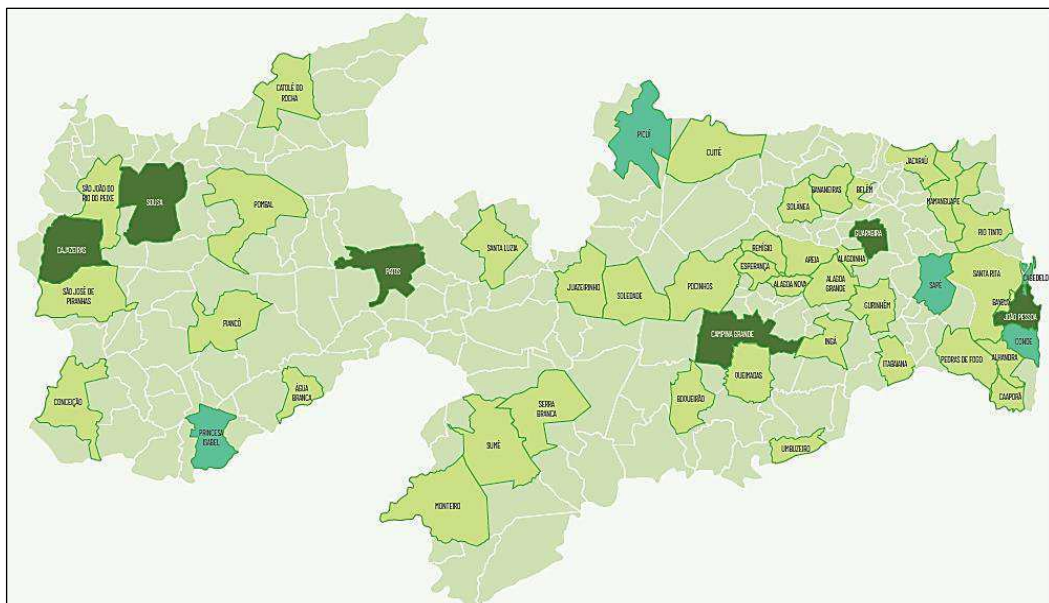 CATOLÉ DO
ROCHA
PICUÍ
CUITÉ
JACARAÚ
SÃO JOÃO DO
RIO DO PEIXE
SOUSA
POMBAL
BANANEIRAS
BELÉM
SOLÂNEA
MAMANGUAPE
RIO TINTO
CAJAZEIRAS
PATOS
SANTA LUZIA
GUARABIRA
REMÍGIO
AREIA
ALAGOINHA
ESPERANÇA
SANTA RITA
CABEDELO
JUAZEIRINHO
SOLEDADE
POCINHOS
ALAGOA NOVA
ALAGOA
GRANDE
SAPÉ
SÃO JOSÉ DE
PIRANHAS
GURINHÉM
JOÃO PESSOA
PIANCÓ
CAMPINA GRANDE
INGÁ
CONDE
ITABAIANA
PEDRAS DE FOGO
ALHANDRA
QUEIMADAS
ÁGUA
BRANCA
CONCEIÇÃO
BOQUEIRÃO
CAAPORÃ
SERRA
BRANCA
PRINCESA
ISABEL
SUMÉ
UMBUZEIRO
MONTEIRO